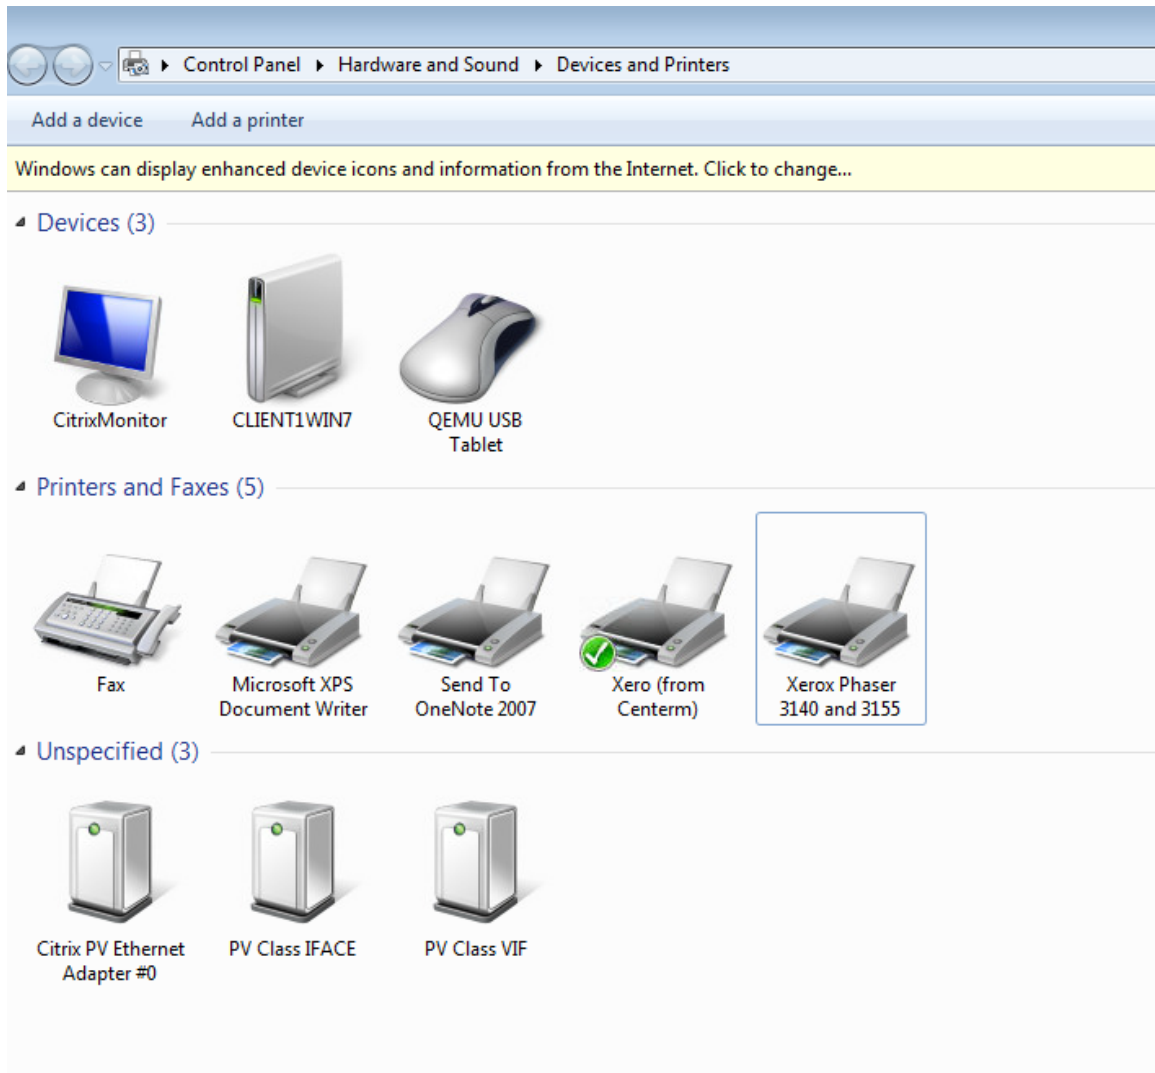 Control Panel Hardware and Sound Devices and Printers
Add a device Add a printer
Windows can display enhanced device icons and information from the Internet. Click to change...
Devices (3)
CitrixMonitor CLIENT1WIN7 QEMU USB
Tablet
Printers and Faxes (5)
Fax Microsoft XPS Send To Xero (from Xerox Phaser
Document Writer OneNote 2007 Centerm) 3140 and 3155
Unspecified (3)
Citrix PV Ethernet PV Class IFACE PV Class VIF
Adapter #0